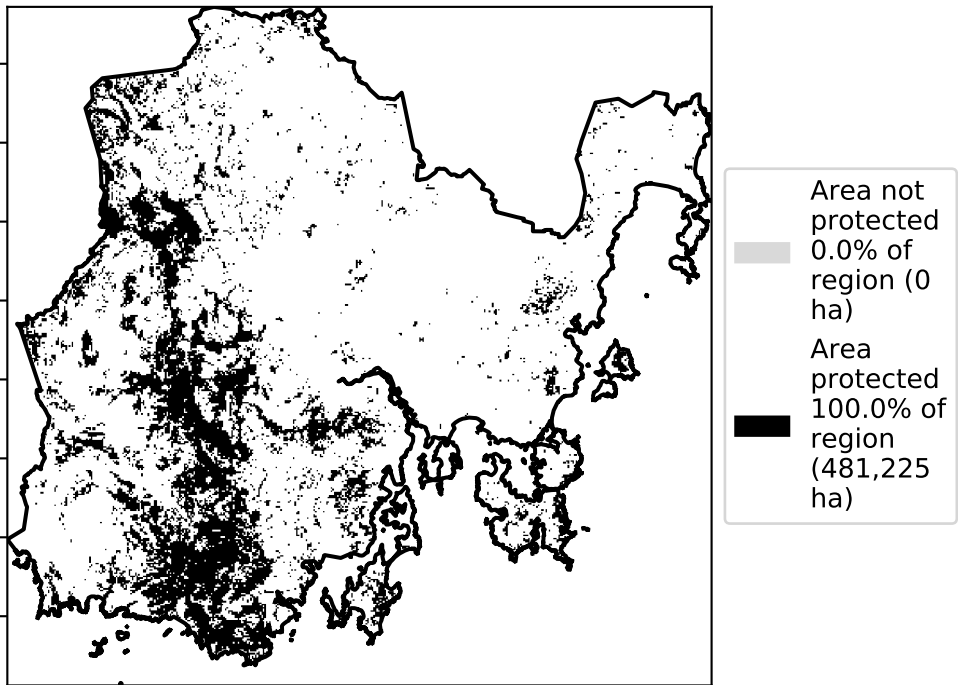 Area not
protected
0.0% of
region (0
ha)
Area
protected
100.0% of
region
(481,225
ha)